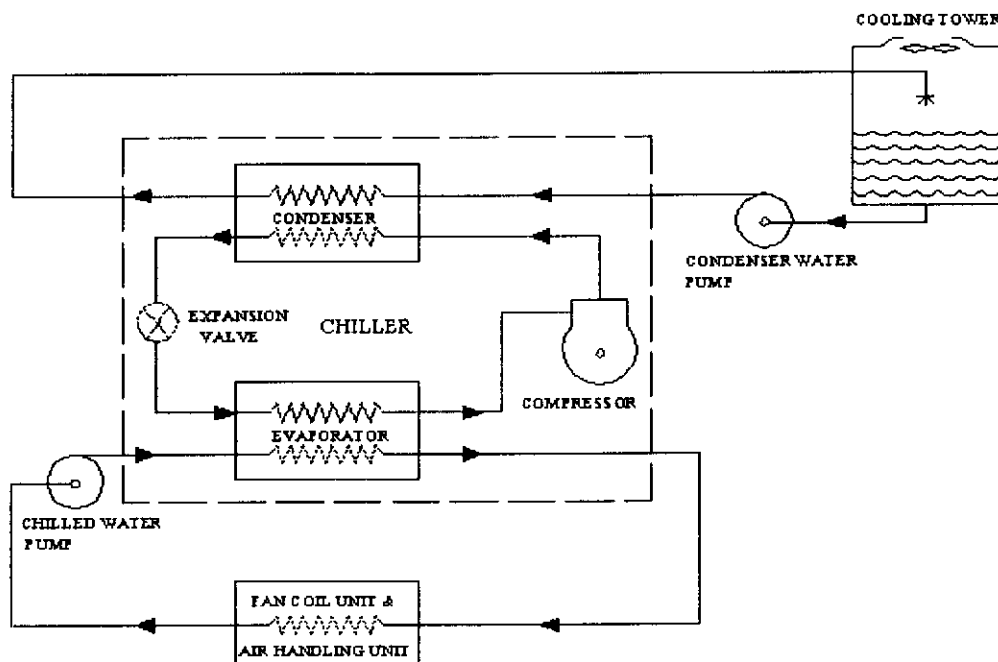 COOLING TOWER
CONDENSER
CONDENSER WATER
PUMP
EXPANSION
VALVE
CHILLER
COMPRESSOR
EVAPORATOR
CHILLED WATER
PUMP
FAN COIL UNIT &
AIR HANDLING UNIT